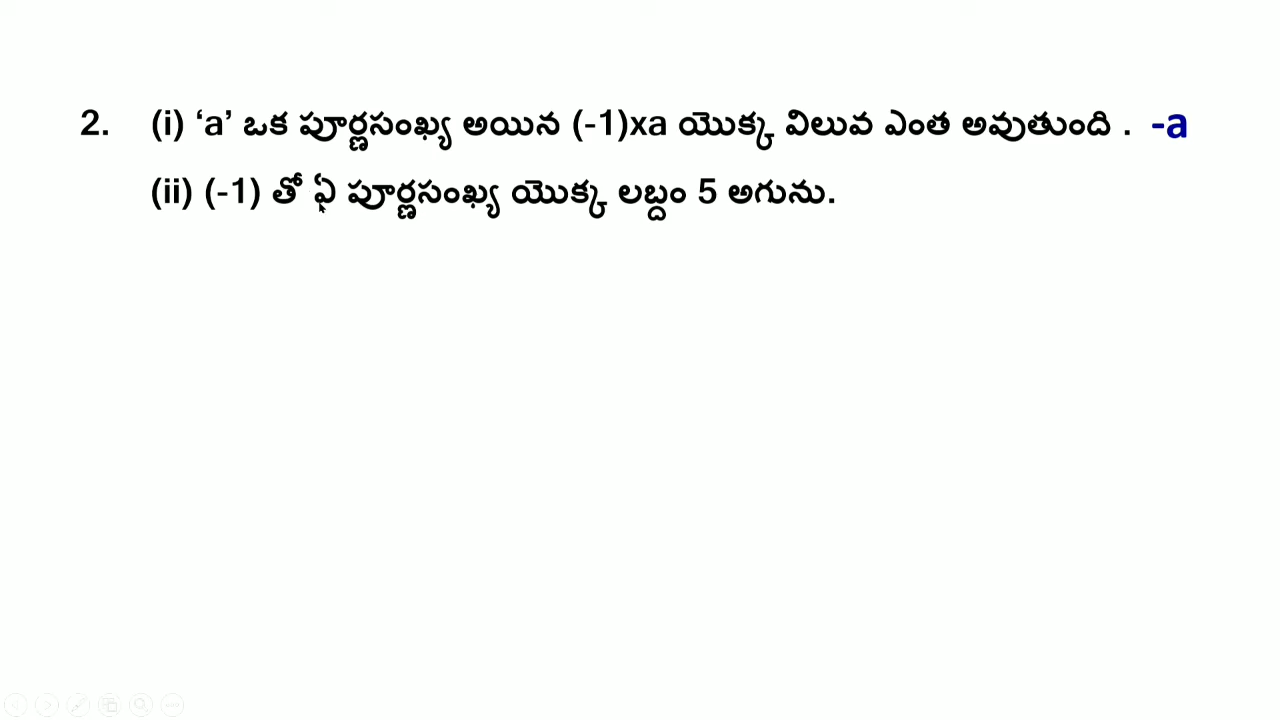 2. (i) ‘a’ ఒక పూర్ణసంఖ్య అయిన (-1)xa యొక్క విలువ ఎంత అవుతుంది . -a
(ii) (-1) తో ఏ పూర్ణసంఖ్య యొక్క లబ్దం 5 అగును.